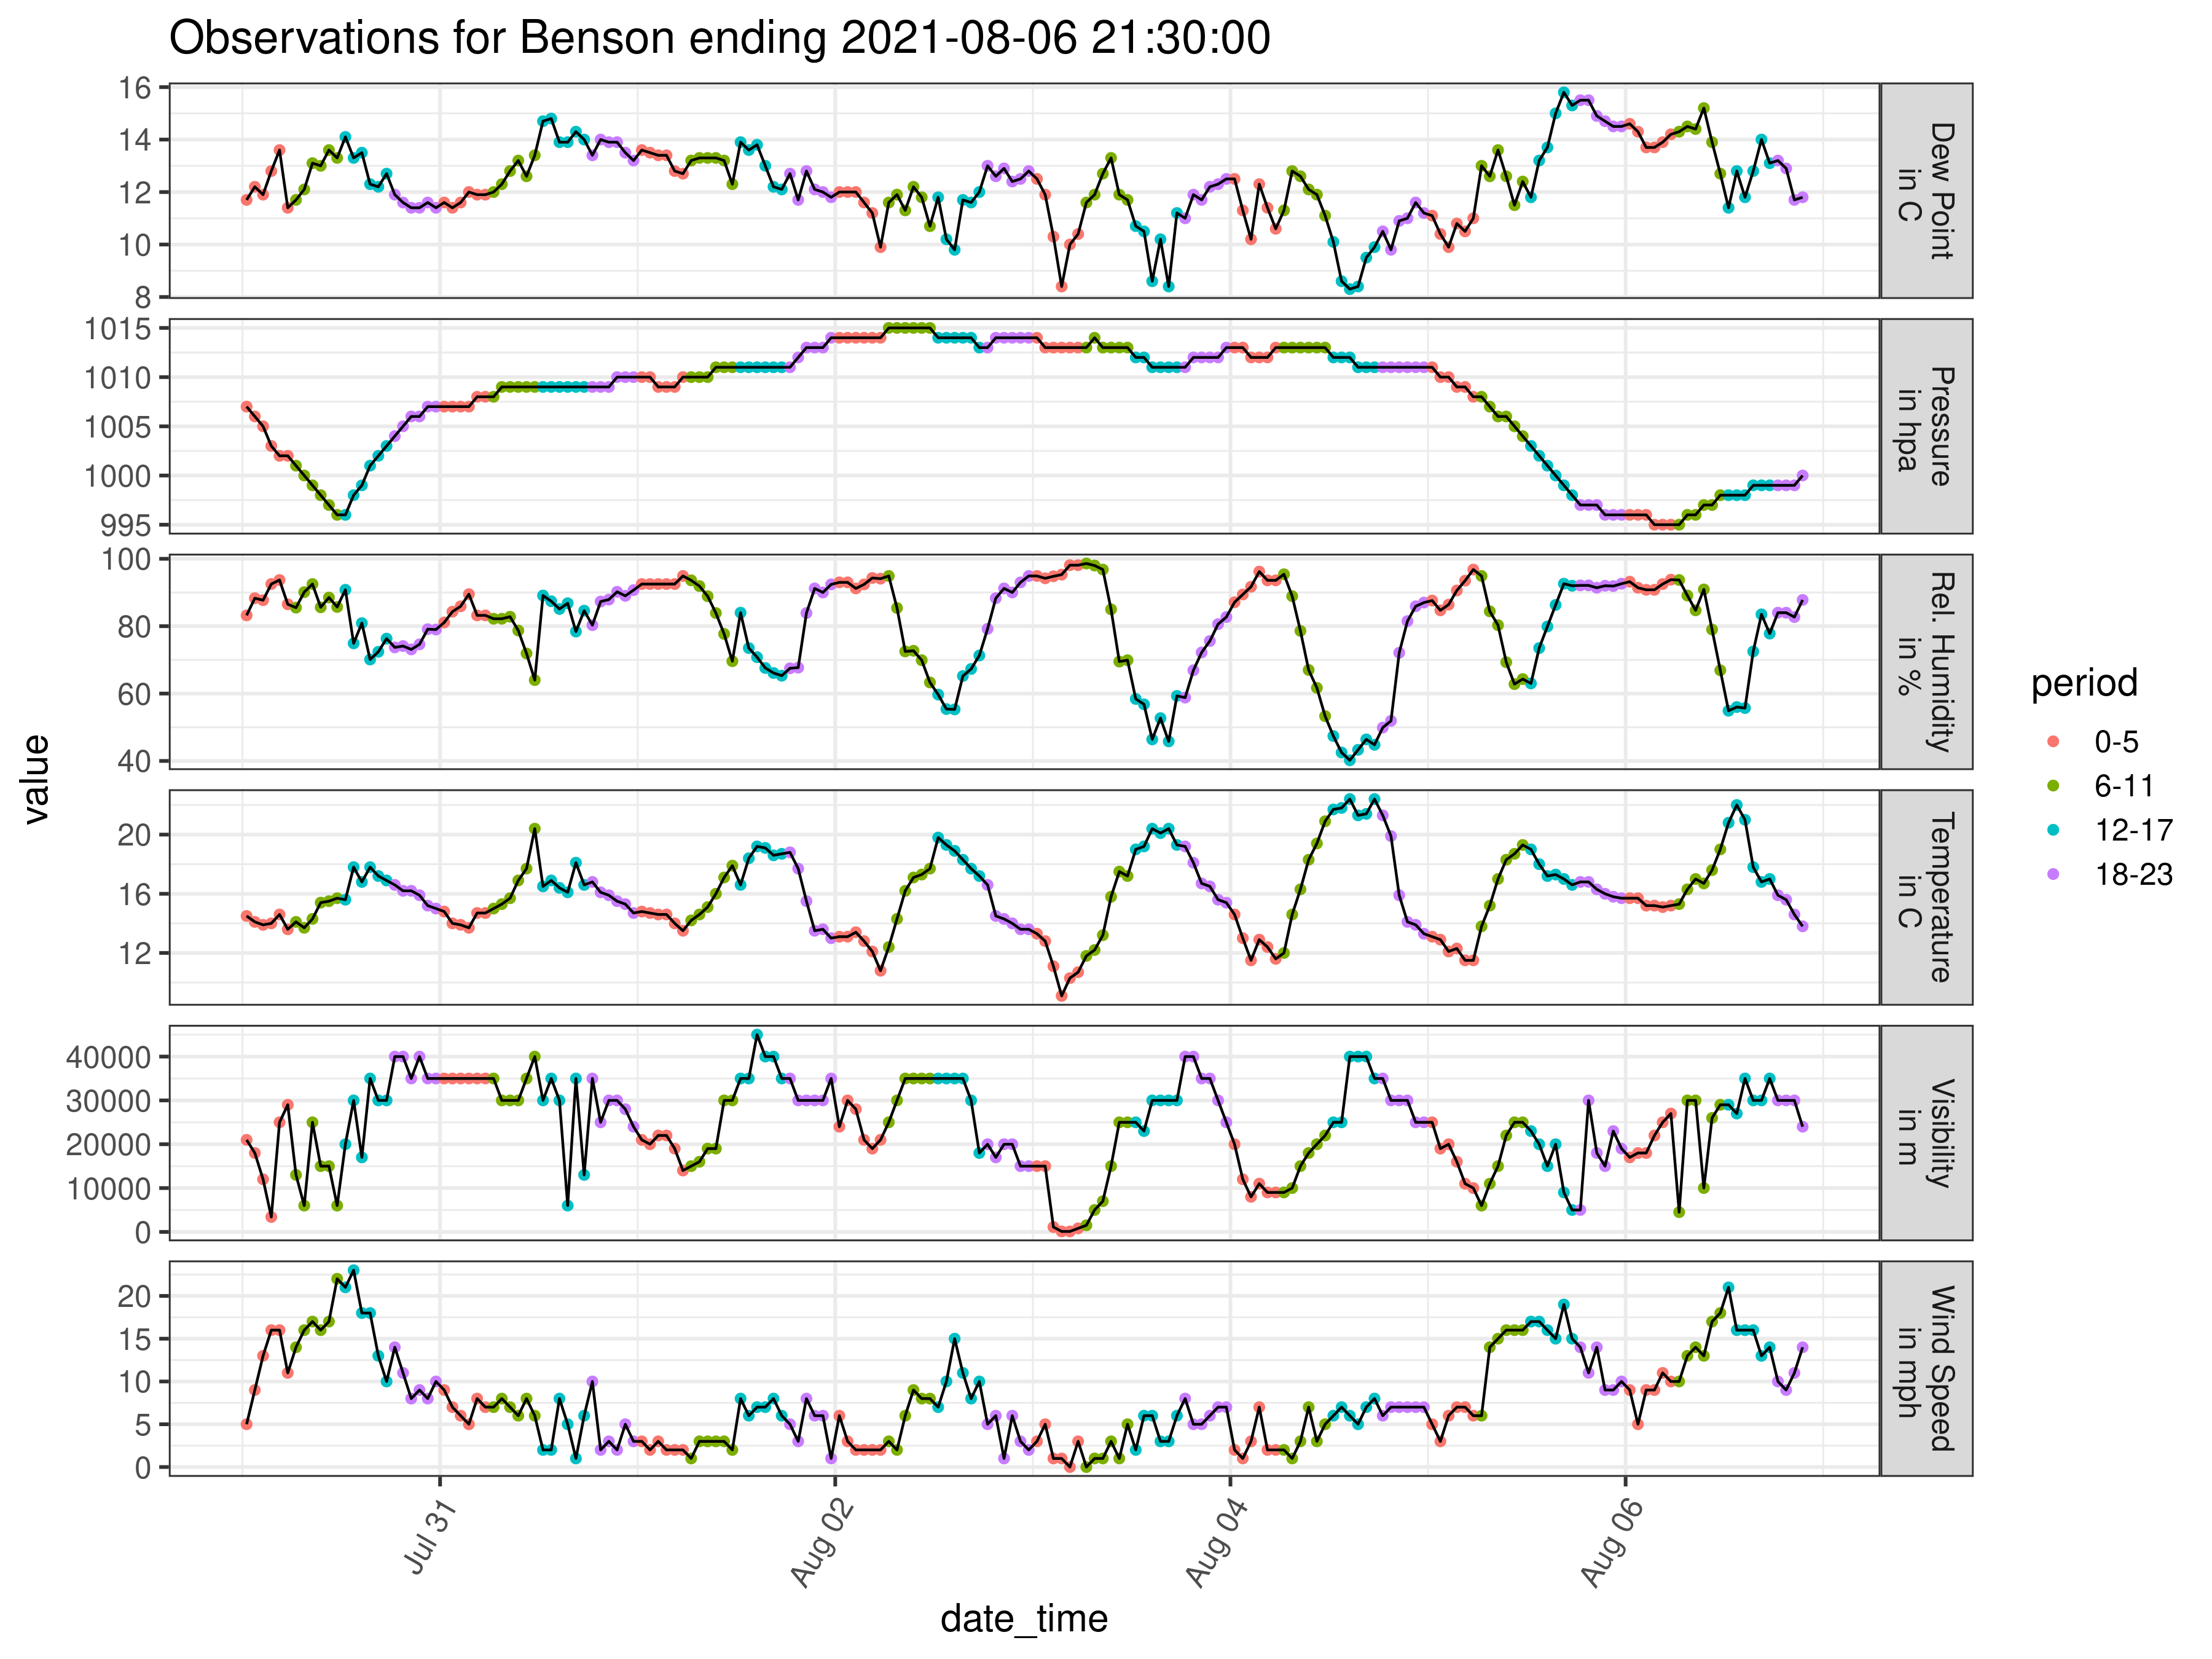 Observations for Benson ending 2021-08-06 21:30:00
value
16
14
12
10
8
Dew Point
in C
1015
1010
1005
1000
995
Pressure
in hpa
100
80
60
40
Rel. Humidity
in %
20
16
12
Temperature
in C
40000
30000
20000
10000
0
Visibility
in m
20
15
10
5
0
Wind Speed
in mph
Jul 31
Aug 02
Aug 04
Aug 06
date_time
period
0-5
6-11
12-17
18-23